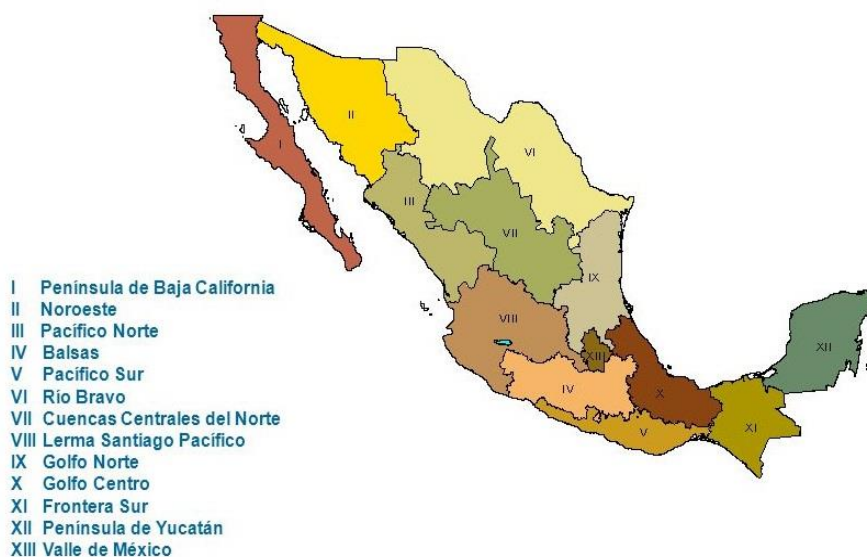 II
VI
I
III
VII
IX
VIII
XIII
XII
IV
X
V
XI
I Península de Baja California
II Noroeste
III Pacífico Norte
IV Balsas
V Pacífico Sur
VI Río Bravo
VII Cuencas Centrales del Norte
VIII Lerma Santiago Pacífico
IX Golfo Norte
X Golfo Centro
XI Frontera Sur
XII Península de Yucatán
XIII Valle de México